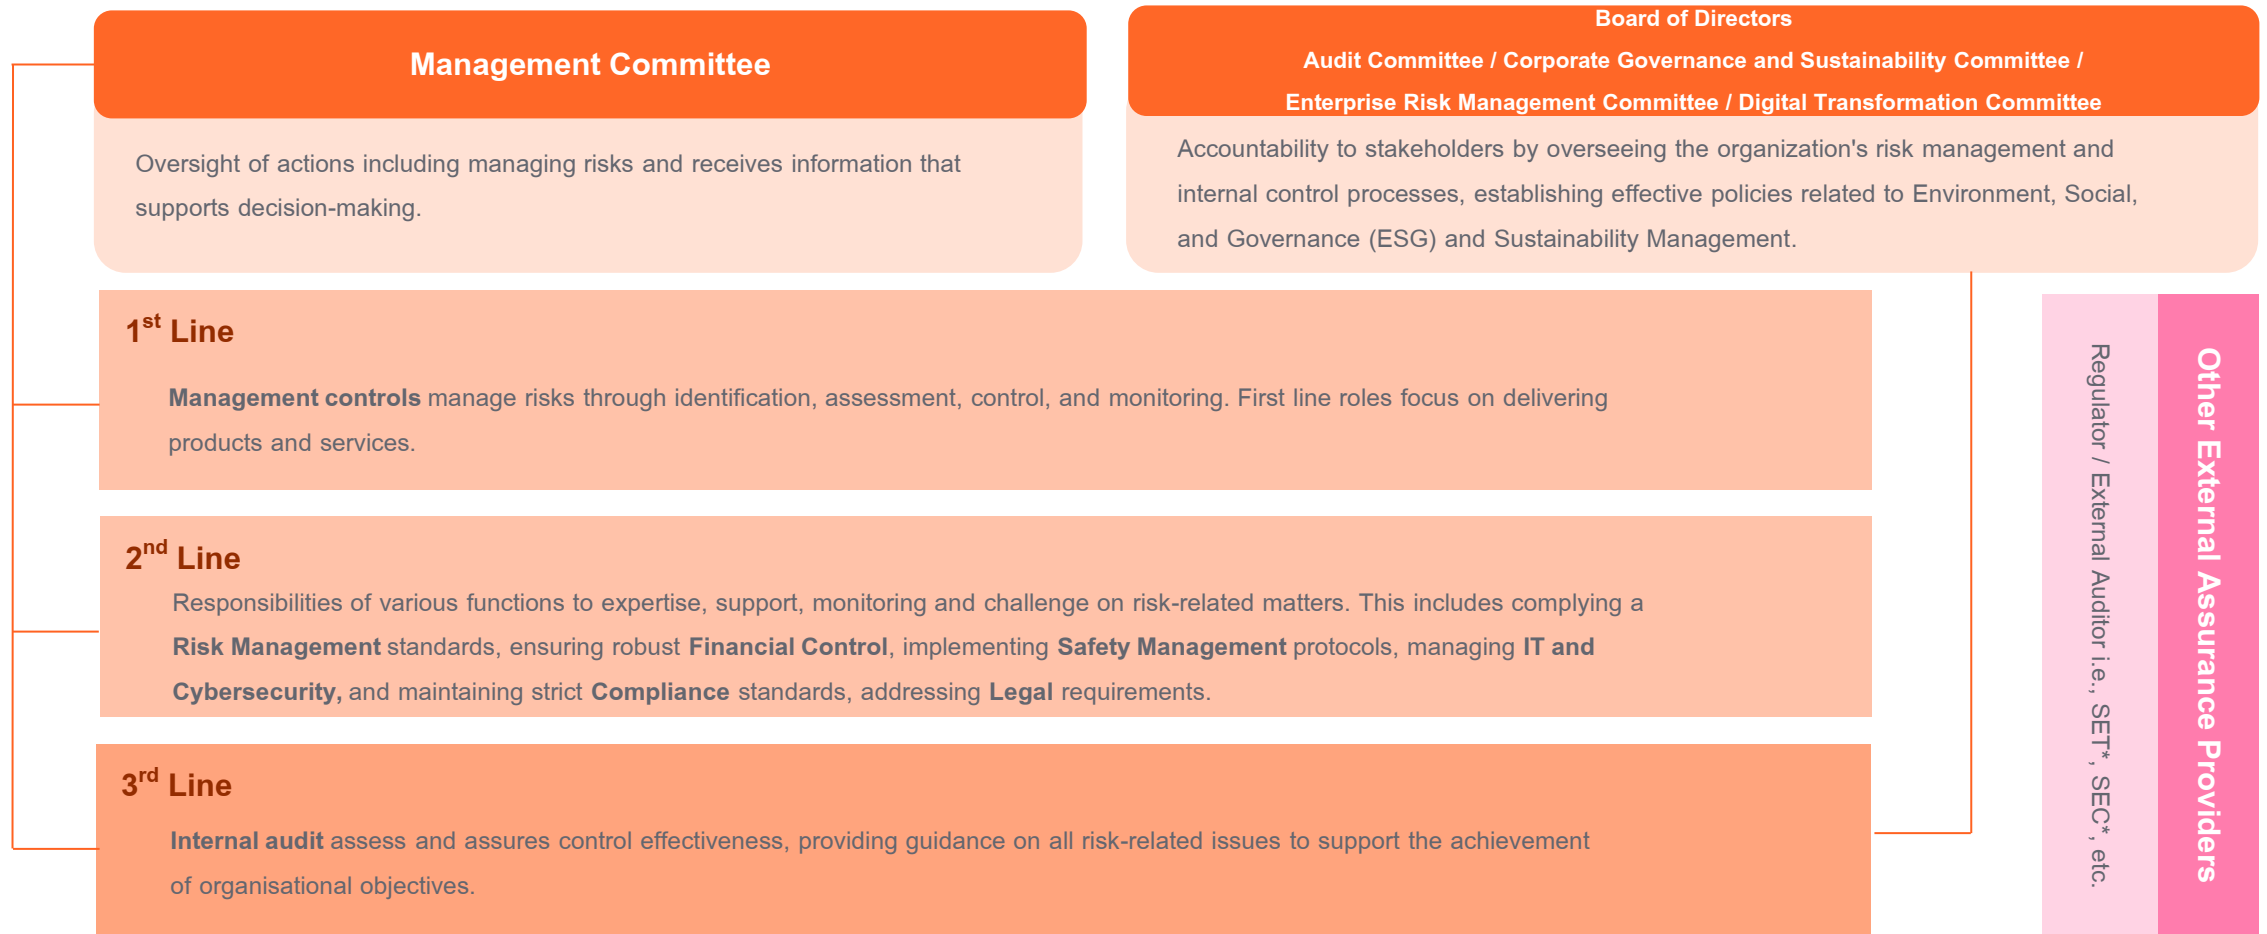 Management Committee
Oversight of actions including managing risks and receives information that
supports decision-making.
Board of Directors
Audit Committee / Corporate Governance and Sustainability Committee /
Enterprise Risk Management Committee / Digital Transformation Committee
Accountability to stakeholders by overseeing the organization's risk management and
internal control processes, establishing effective policies related to Environment, Social,
and Governance (ESG) and Sustainability Management.
1st Line
Management controls manage risks through identification, assessment, control, and monitoring. First line roles focus on delivering
products and services.
2nd Line
Responsibilities of various functions to expertise, support, monitoring and challenge on risk-related matters. This includes complying a
Risk Management standards, ensuring robust Financial Control, implementing Safety Management protocols, managing IT and
Cybersecurity, and maintaining strict Compliance standards, addressing Legal requirements.
3rd Line
Internal audit assess and assures control effectiveness, providing guidance on all risk-related issues to support the achievement
of organisational objectives.
Other External Assurance Providers
Regulator / External Auditor i.e., SET*, SEC*, etc.